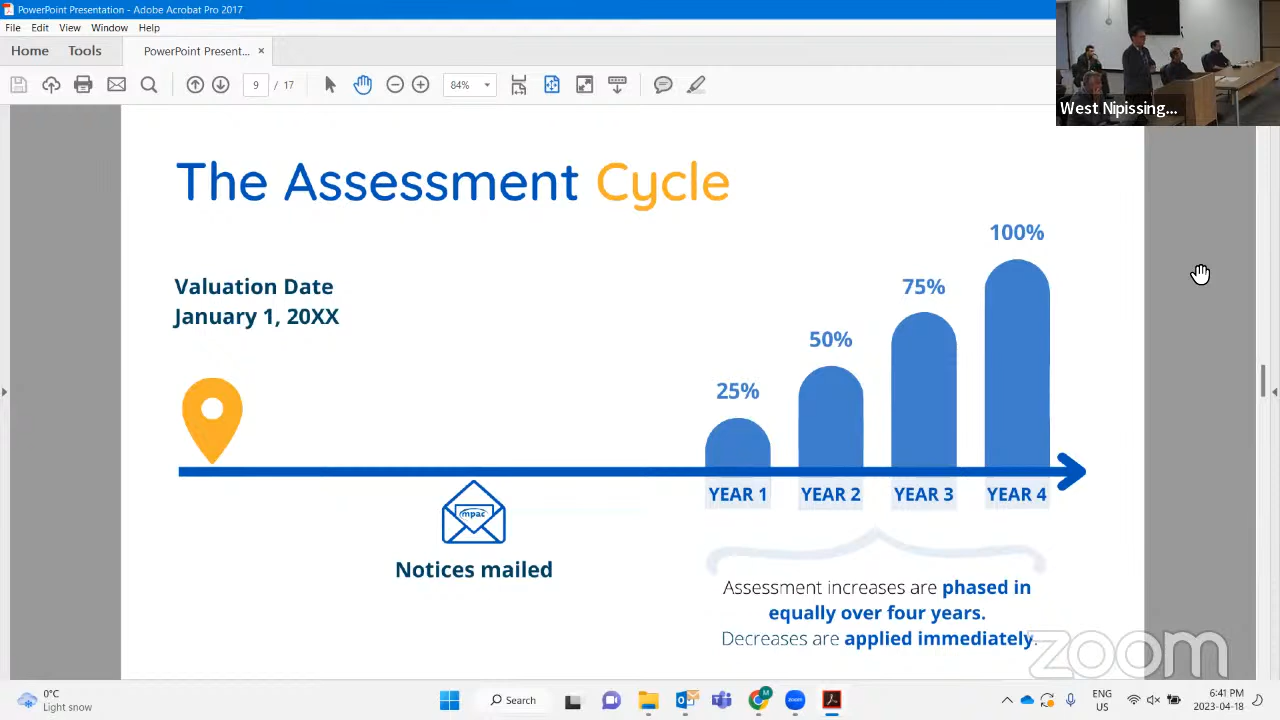 PowerPoint Presentation - Adobe Acrobat Pro 2017
File Edit View Window Help
Home Tools PowerPoint Present... ×
9 / 17 84%
West Nipissing...
The Assessment Cycle
Valuation Date
January 1, 20XX
25%
50%
75%
100%
YEAR 1 YEAR 2 YEAR 3 YEAR 4
mpac
Notices mailed
Assessment increases are phased in
equally over four years.
Decreases are applied immediately.
zoom
0°C
Light snow
Search
ENG
US
6:41 PM
2023-04-18